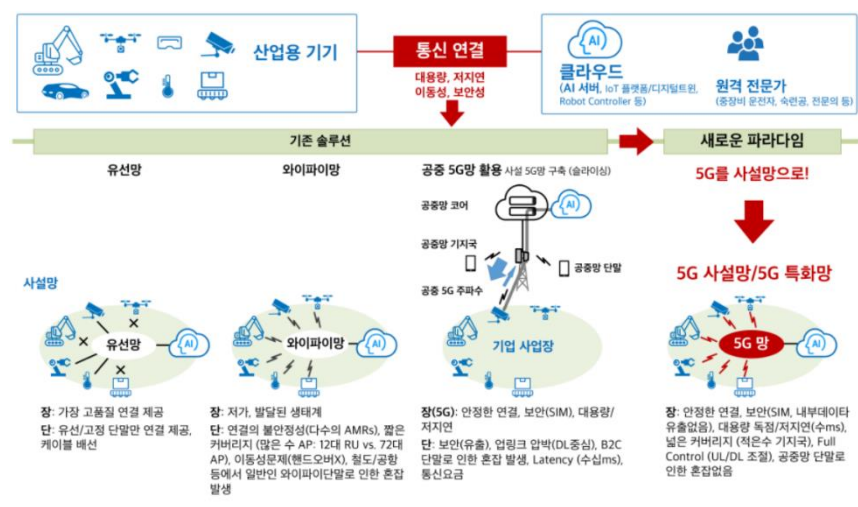 산업용 기기
통신 연결
대용량, 저지연
이동성, 보안성
AI
클라우드
(AI 서버, IoT 플랫폼/디지털트윈,
Robot Controller 등)
원격 전문가
(중장비 운전자, 숙련공, 전문의 등)
기존 솔루션
새로운 파라다임
유선망
와이파이망
공중 5G망 활용 사설 5G망 구축 (슬라이싱)
5G를 사설망으로!
공중망 코어
AI
공중망 기지국
공중망 단말
공중 5G 주파수
5G 사설망/5G 특화망
사설망
유선망
AI
와이파이망
AI
기업 사업장
5G 망
AI
장: 가장 고품질 연결 제공
단: 유선/고정 단말만 연결 제공,
케이블 배선
장: 저가, 발달된 생태계
단: 연결의 불안정성(다수의 AMRs), 짧은
커버리지 (많은 수 AP: 12대 RU vs. 72대
AP), 이동성문제(핸드오버X), 철도/공항
등에서 일반인 와이파이단말로 인한 혼잡
발생
장(5G): 안정한 연결, 보안(SIM), 대용량/
저지연
단: 보안(유출), 업링크 압박(DL중심), B2C
단말로 인한 혼잡 발생, Latency (수십ms),
통신요금
장: 안정한 연결, 보안(SIM, 내부데이타
유출없음), 대용량 독점/저지연(수ms),
넓은 커버리지 (적은수 기지국), Full
Control (UL/DL 조절), 공중망 단말로
인한 혼잡없음